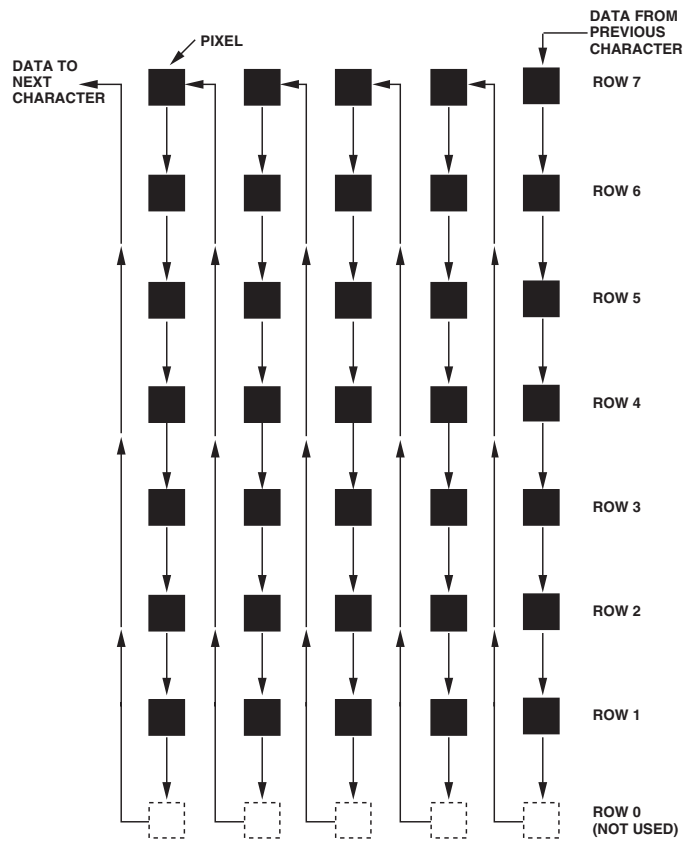 DATA FROM
PREVIOUS
CHARACTER
PIXEL
DATA TO
NEXT
CHARACTER
ROW 7
ROW 6
ROW 5
ROW 4
ROW 3
ROW 2
ROW 1
ROW 0
(NOT USED)